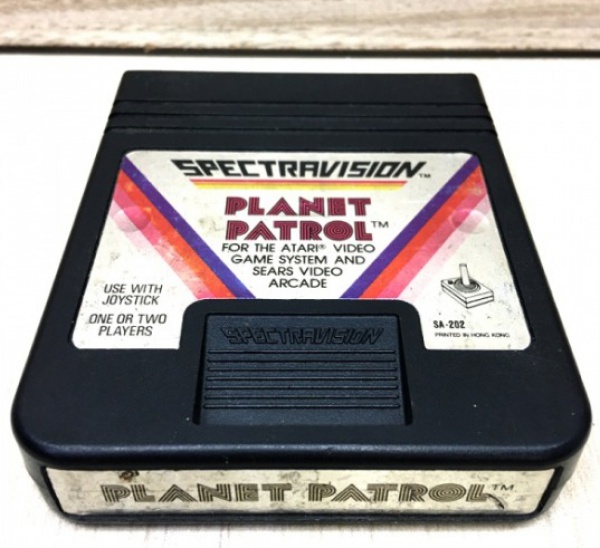 SPECTRAVISION™
PLANET
PATROL™
FOR THE ATARI® VIDEO
GAME SYSTEM AND
SEARS VIDEO
ARCADE
USE WITH
JOYSTICK
ONE OR TWO
PLAYERS
SA-202
PRINTED IN HONG KONG
SPECTRAVISION
PLANET PATROL™